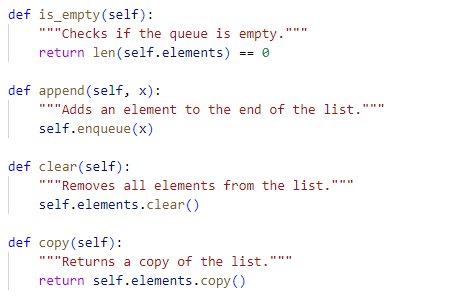 def is_empty(self):
    """Checks if the queue is empty."""
    return len(self.elements) == 0

def append(self, x):
    """Adds an element to the end of the list."""
    self.enqueue(x)

def clear(self):
    """Removes all elements from the list."""
    self.elements.clear()

def copy(self):
    """Returns a copy of the list."""
    return self.elements.copy()